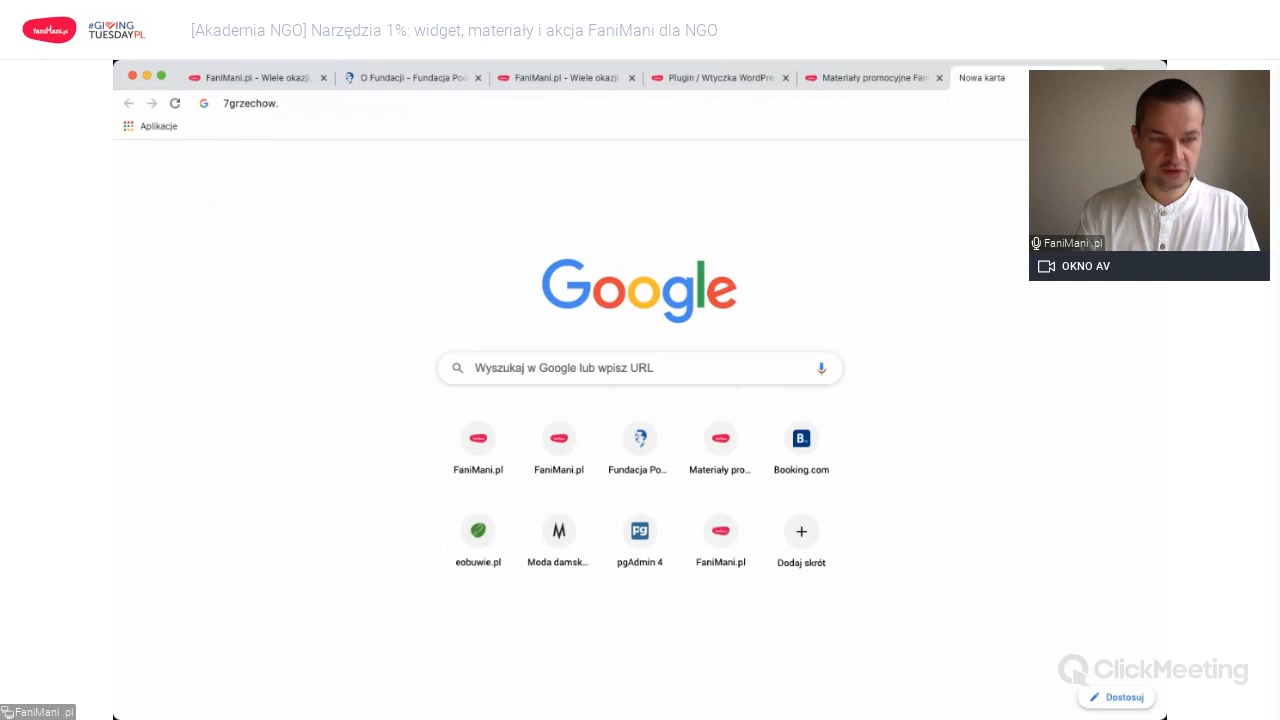 faniMani.pl
#GIVING
TUESDAYPL
[Akademia NGO] Narzędzia 1%: widget, materiały i akcja FaniMani dla NGO
FaniMani.pl - Wiele okazji.
O Fundacji - Fundacja Poc
FaniMani.pl - Wiele okazji
Plugin / Wtyczka WordPre
Materiały promocyjne Fani
Nowa karta
7grzechow.
Aplikacje
FaniMani .pl
OKNO AV
Google
Wyszukaj w Google lub wpisz URL
FaniMani.pl
FaniMani.pl
Fundacja Po...
Materiały pro...
B.
Booking.com
eobuwie.pl
M
Moda damsk...
pg
pgAdmin 4
FaniMani.pl
Dodaj skrót
ClickMeeting
Dostosuj
FaniMani .pl